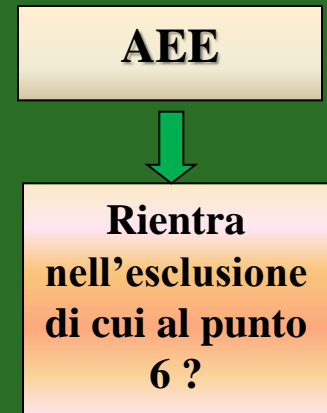 AEE
Rientra
nell’esclusione
di cui al punto
6 ?